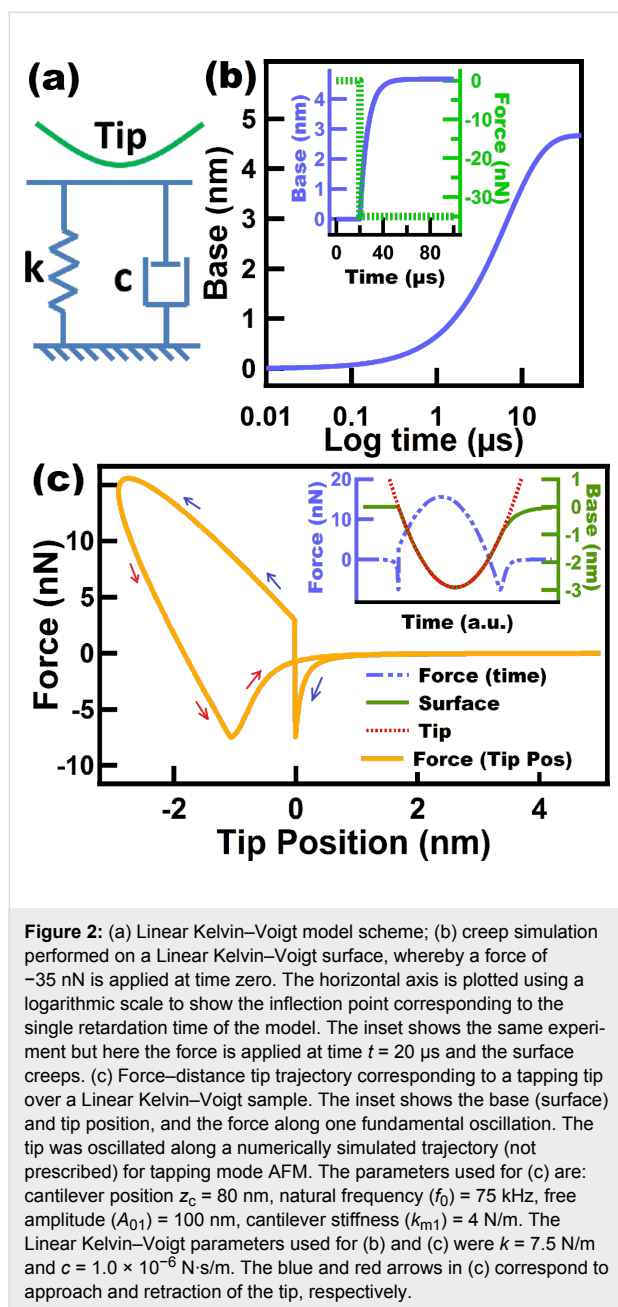 (a)
Tip
k
c
(b)
Base (nm)
5
4
3
2
1
0
0.01 0.1 1 10
Log time (µs)
Base (nm)
4
3
2
1
0
0 40 80
Time (µs)
0
-10
-20
-30
Force (nN)
(c)
Force (nN)
10
5
0
-5
-10
-2 0 2 4
Tip Position (nm)
Force (nN)
20
10
0
1
0
-1
-2
-3
Base (nm)
Time (a.u.)
Force (time)
Surface
Tip
Force (Tip Pos)
Figure 2: (a) Linear Kelvin–Voigt model scheme; (b) creep simulation
performed on a Linear Kelvin–Voigt surface, whereby a force of
−35 nN is applied at time zero. The horizontal axis is plotted using a
logarithmic scale to show the inflection point corresponding to the
single retardation time of the model. The inset shows the same experi-
ment but here the force is applied at time t = 20 µs and the surface
creeps. (c) Force–distance tip trajectory corresponding to a tapping tip
over a Linear Kelvin–Voigt sample. The inset shows the base (surface)
and tip position, and the force along one fundamental oscillation. The
tip was oscillated along a numerically simulated trajectory (not
prescribed) for tapping mode AFM. The parameters used for (c) are:
cantilever position zc = 80 nm, natural frequency (f0) = 75 kHz, free
amplitude (A01) = 100 nm, cantilever stiffness (km1) = 4 N/m. The
Linear Kelvin–Voigt parameters used for (b) and (c) were k = 7.5 N/m
and c = 1.0 × 10−6 N·s/m. The blue and red arrows in (c) correspond to
approach and retraction of the tip, respectively.